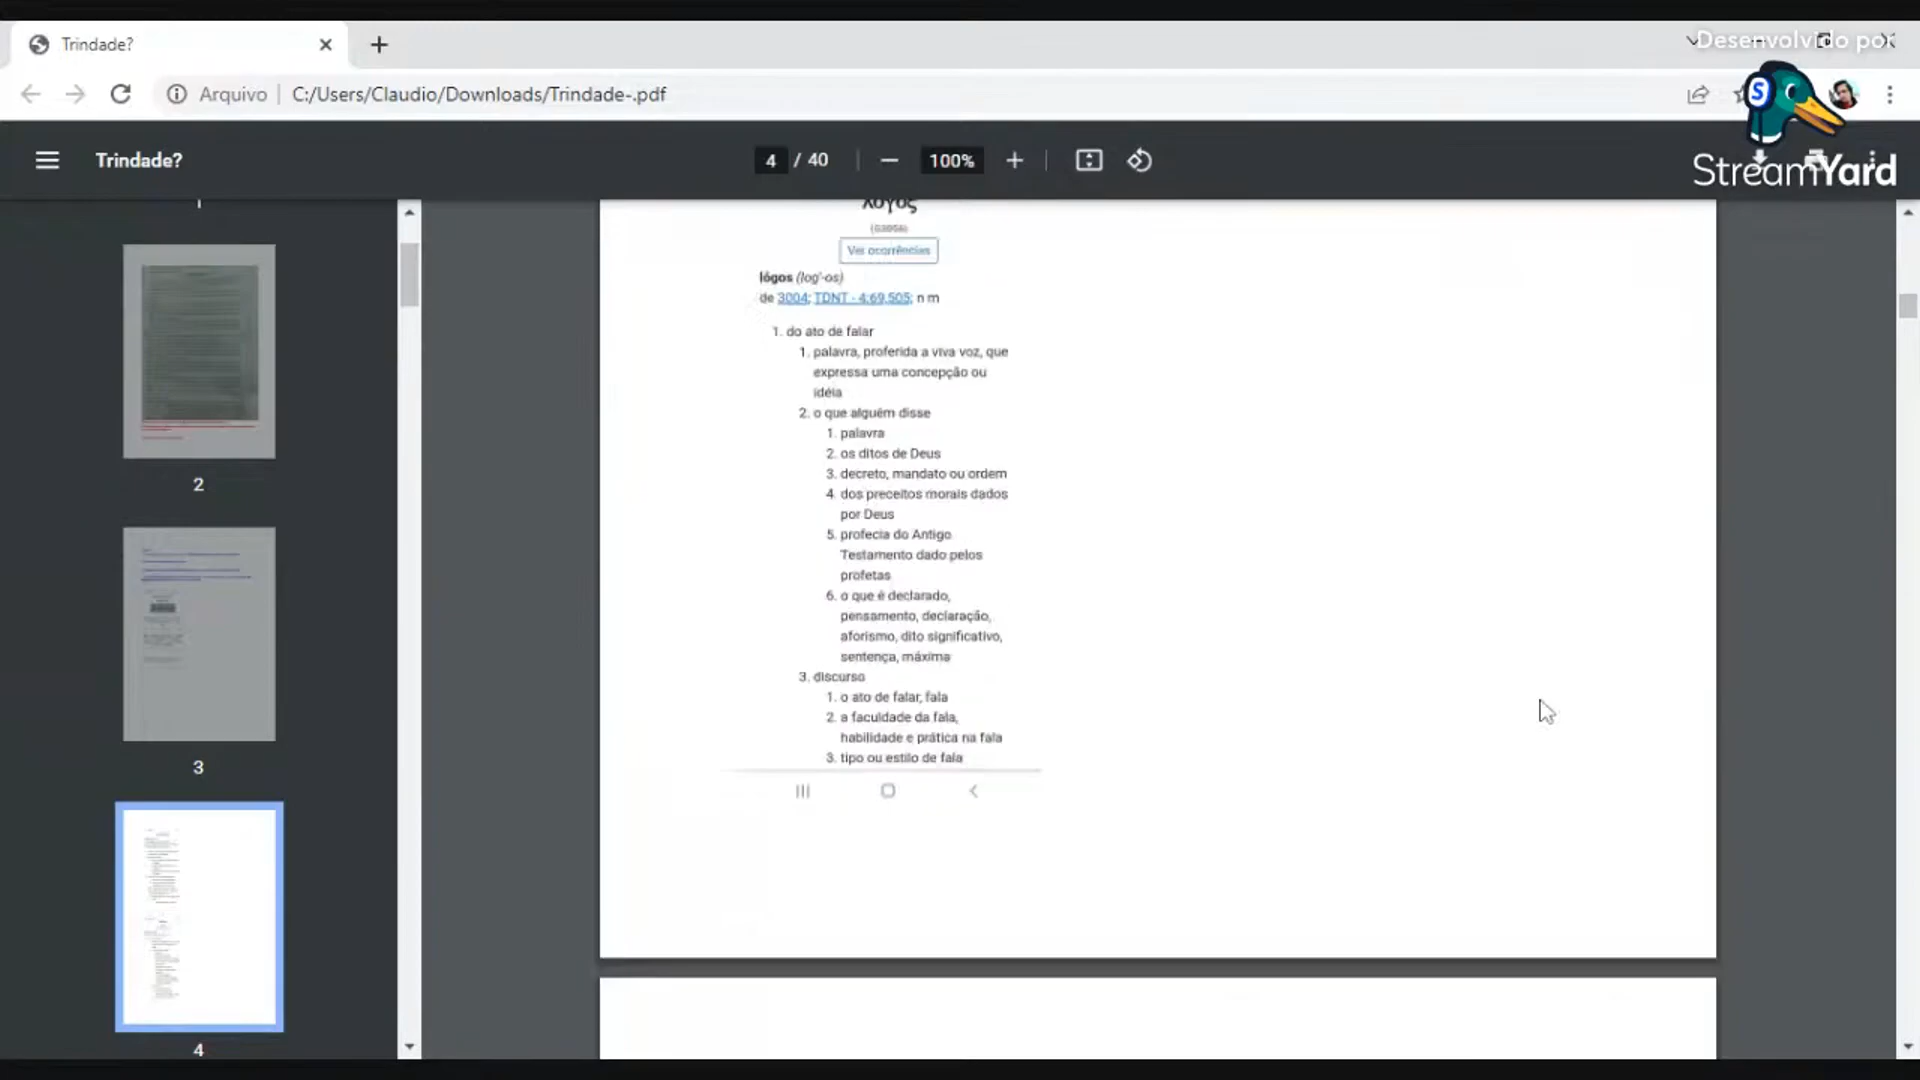 Trindade?
Desenvolvido por
Arquivo
C:/Users/Claudio/Downloads/Trindade-.pdf
Trindade?
4 / 40
100%
StreamYard
1
2
3
4
λόγος
Ver ocorrências
lógos (log'-os)
de 3004; TDNT - 4:69,505; n m
1. do ato de falar
1. palavra, proferida a viva voz, que
expressa uma concepção ou
idéia
2. o que alguém disse
1. palavra
2. os ditos de Deus
3. decreto, mandato ou ordem
4. dos preceitos morais dados
por Deus
5. profecia do Antigo
Testamento dado pelos
profetas
6. o que é declarado,
pensamento, declaração,
aforismo, dito significativo,
sentença, máxima
3. discurso
1. o ato de falar, fala
2. a faculdade da fala,
habilidade e prática na fala
3. tipo ou estilo de fala